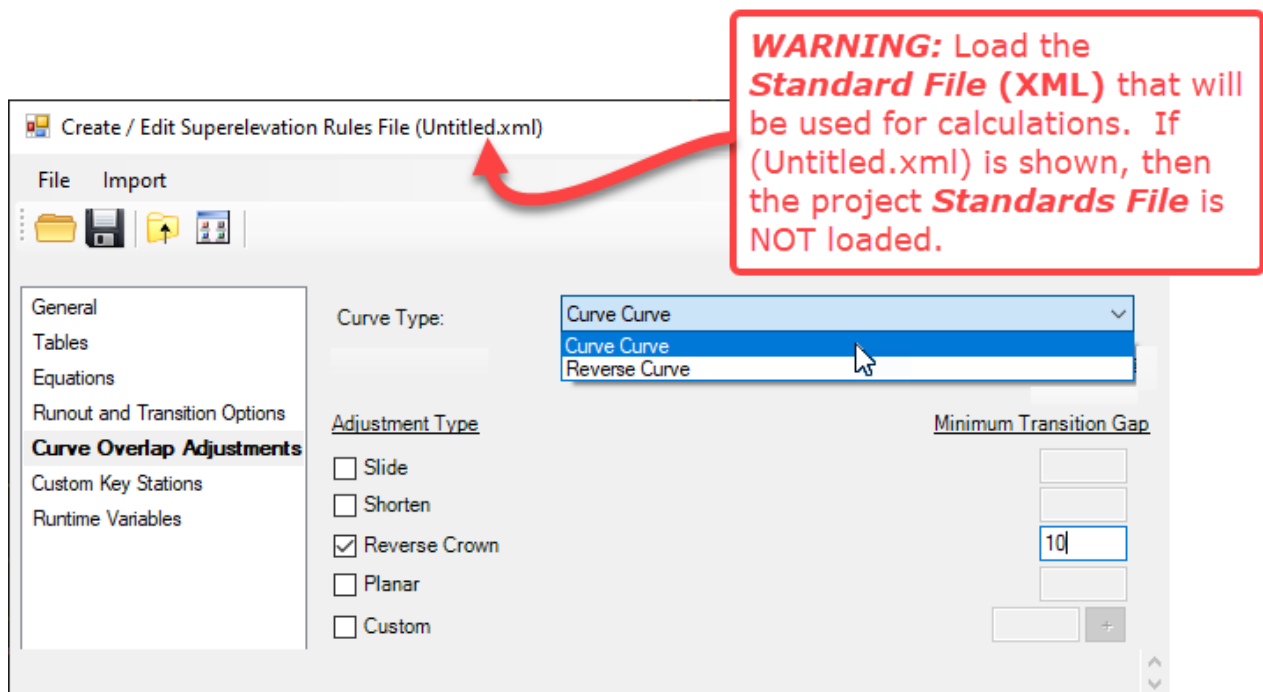 WARNING: Load the
Standard File (XML) that will
be used for calculations. If
(Untitled.xml) is shown, then
the project Standards File is
NOT loaded.
Create / Edit Superelevation Rules File (Untitled.xml)
File Import
General
Tables
Equations
Runout and Transition Options
Curve Overlap Adjustments
Custom Key Stations
Runtime Variables
Curve Type:
Curve Curve
Curve Curve
Reverse Curve
Adjustment Type
Minimum Transition Gap
Slide
Shorten
Reverse Crown
10
Planar
Custom
+